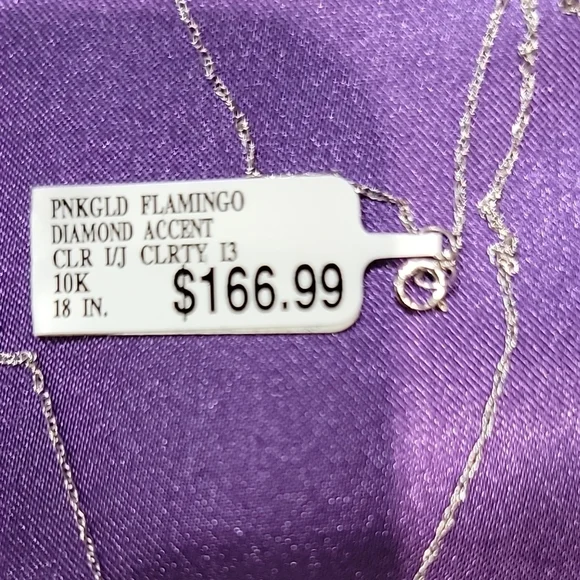 PNKGLD FLAMINGO
DIAMOND ACCENT
CLR I/J CLRTY I3
10K
$166.99
18 IN.